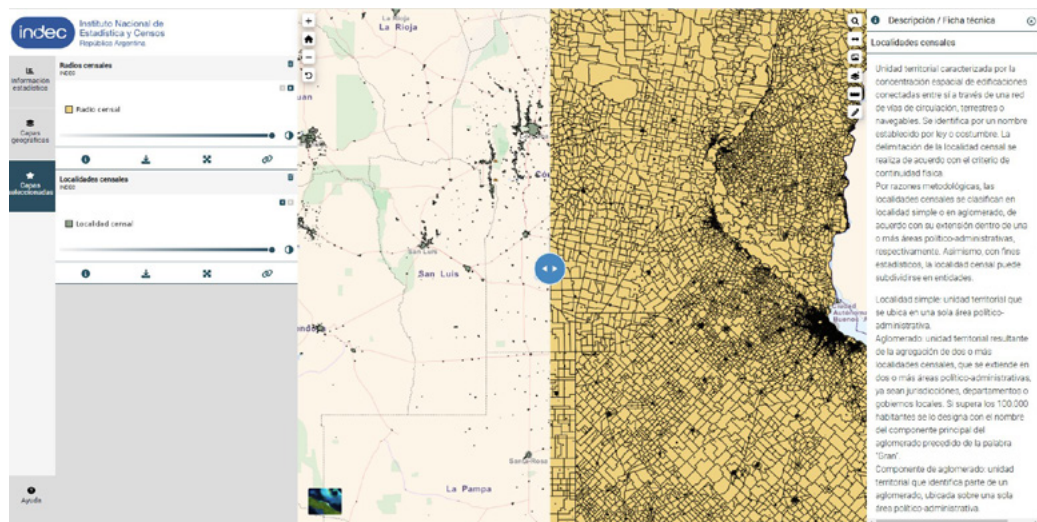 indec
Instituto Nacional de
Estadística y Censos
República Argentina
Información
estadística
Capas
geográficas
Capas
seleccionadas
Ayuda
Radios censales
INDEC
Radio censal
Localidades censales
INDEC
Localidad censal
La Rioja
La Rioja
San Luis
San Luis
La Pampa
Ciudad
Descripción / Ficha técnica
Localidades censales
Unidad territorial caracterizada por la
concentración espacial de edificaciones
conectadas entre sí a través de una red
de vías de circulación, terrestres o
navegables. Se identifica por un nombre
establecido por ley o costumbre. La
delimitación de la localidad censal se
realiza de acuerdo con el criterio de
continuidad física.
Por razones metodológicas, las
localidades censales se clasifican en
localidad simple o en aglomerado, de
acuerdo con su extensión dentro de una
o más áreas político-administrativas,
respectivamente. Asimismo, con fines
estadísticos, la localidad censal puede
subdividirse en entidades.
Localidad simple: unidad territorial que
se ubica en una sola área político-
administrativa.
Aglomerado: unidad territorial resultante
de la agregación de dos o más
localidades censales, que se extiende en
dos o más áreas político-administrativas,
ya sean jurisdicciónes, departamentos o
gobiernos locales. Si supera los 100.000
habitantes se lo designa con el nombre
del componente principal del
aglomerado precedido de la palabra
"Gran".
Componente de aglomerado: unidad
territorial que identifica parte de un
aglomerado, ubicada sobre una sola
área político-administrativa.